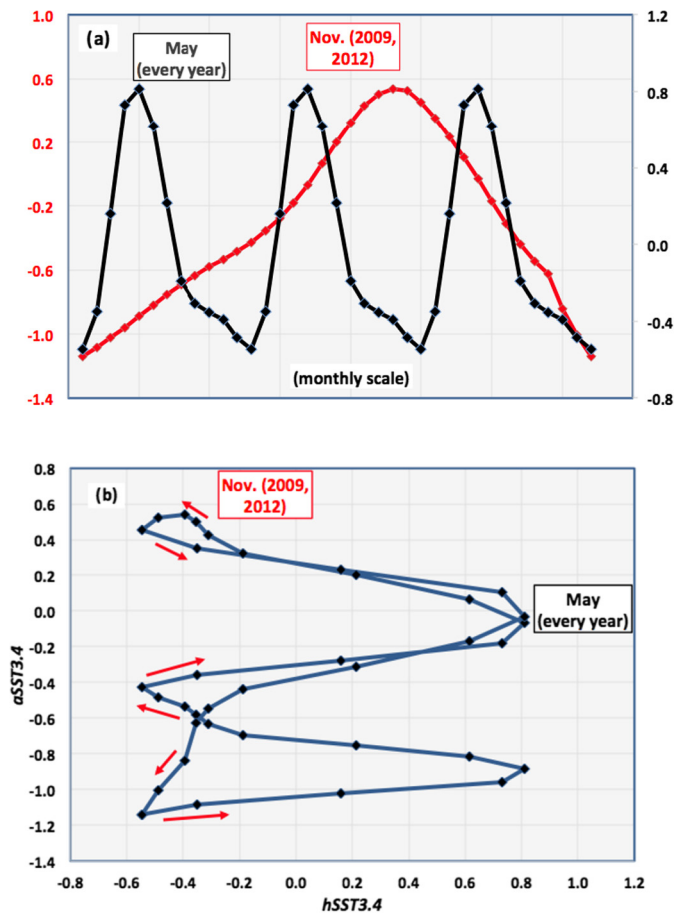 1.0
0.6
0.2
-0.2
-0.6
-1.0
-1.4
1.2
0.8
0.4
0.0
-0.4
-0.8
(a)
May
(every year)
Nov. (2009,
2012)
(monthly scale)
0.8
0.6
0.4
0.2
0.0
-0.2
-0.4
-0.6
-0.8
-1.0
-1.2
-1.4
aSST3.4
(b)
Nov. (2009,
2012)
May
(every year)
-0.8 -0.6 -0.4 -0.2 0.0 0.2 0.4 0.6 0.8 1.0 1.2
hSST3.4